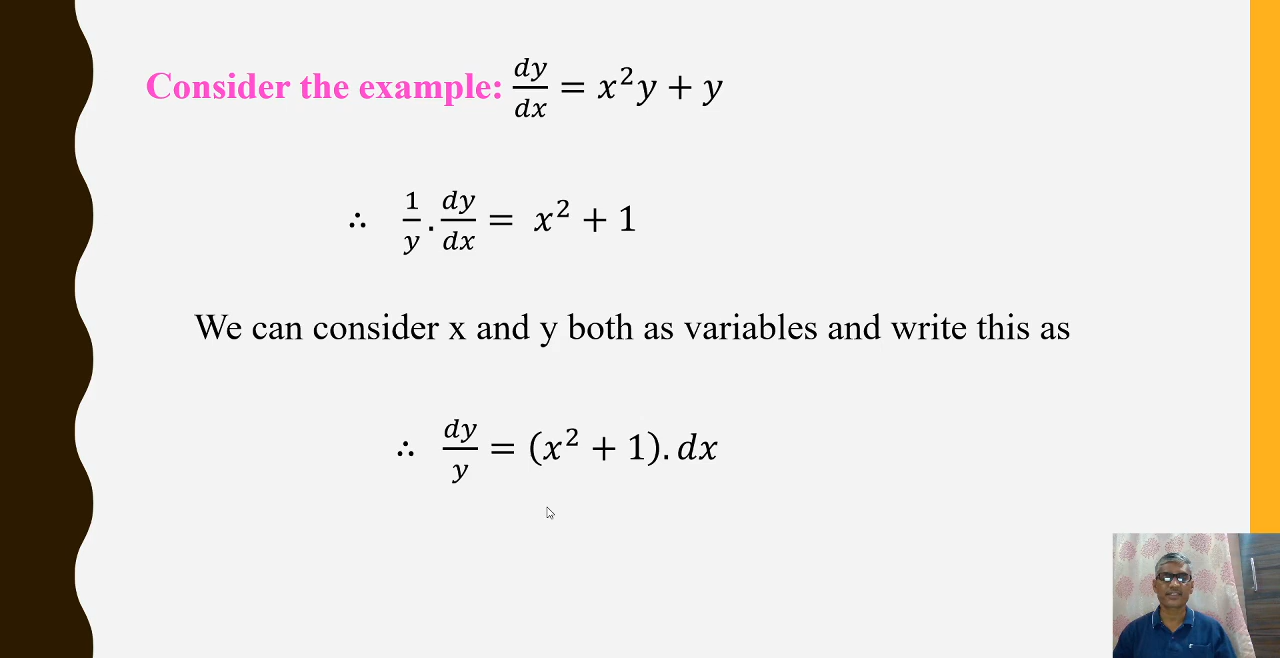 Consider the example: dy/dx = x²y + y
∴ 1/y . dy/dx = x² + 1
We can consider x and y both as variables and write this as
∴ dy/y = (x² + 1). dx